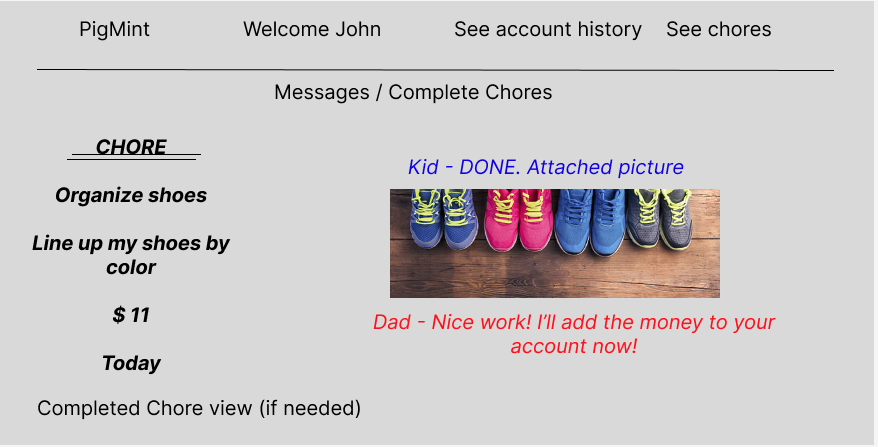 PigMint Welcome John See account history See chores
Messages / Complete Chores
CHORE
Organize shoes
Line up my shoes by
color
$ 11
Today
Kid - DONE. Attached picture
Dad - Nice work! I’ll add the money to your
account now!
Completed Chore view (if needed)